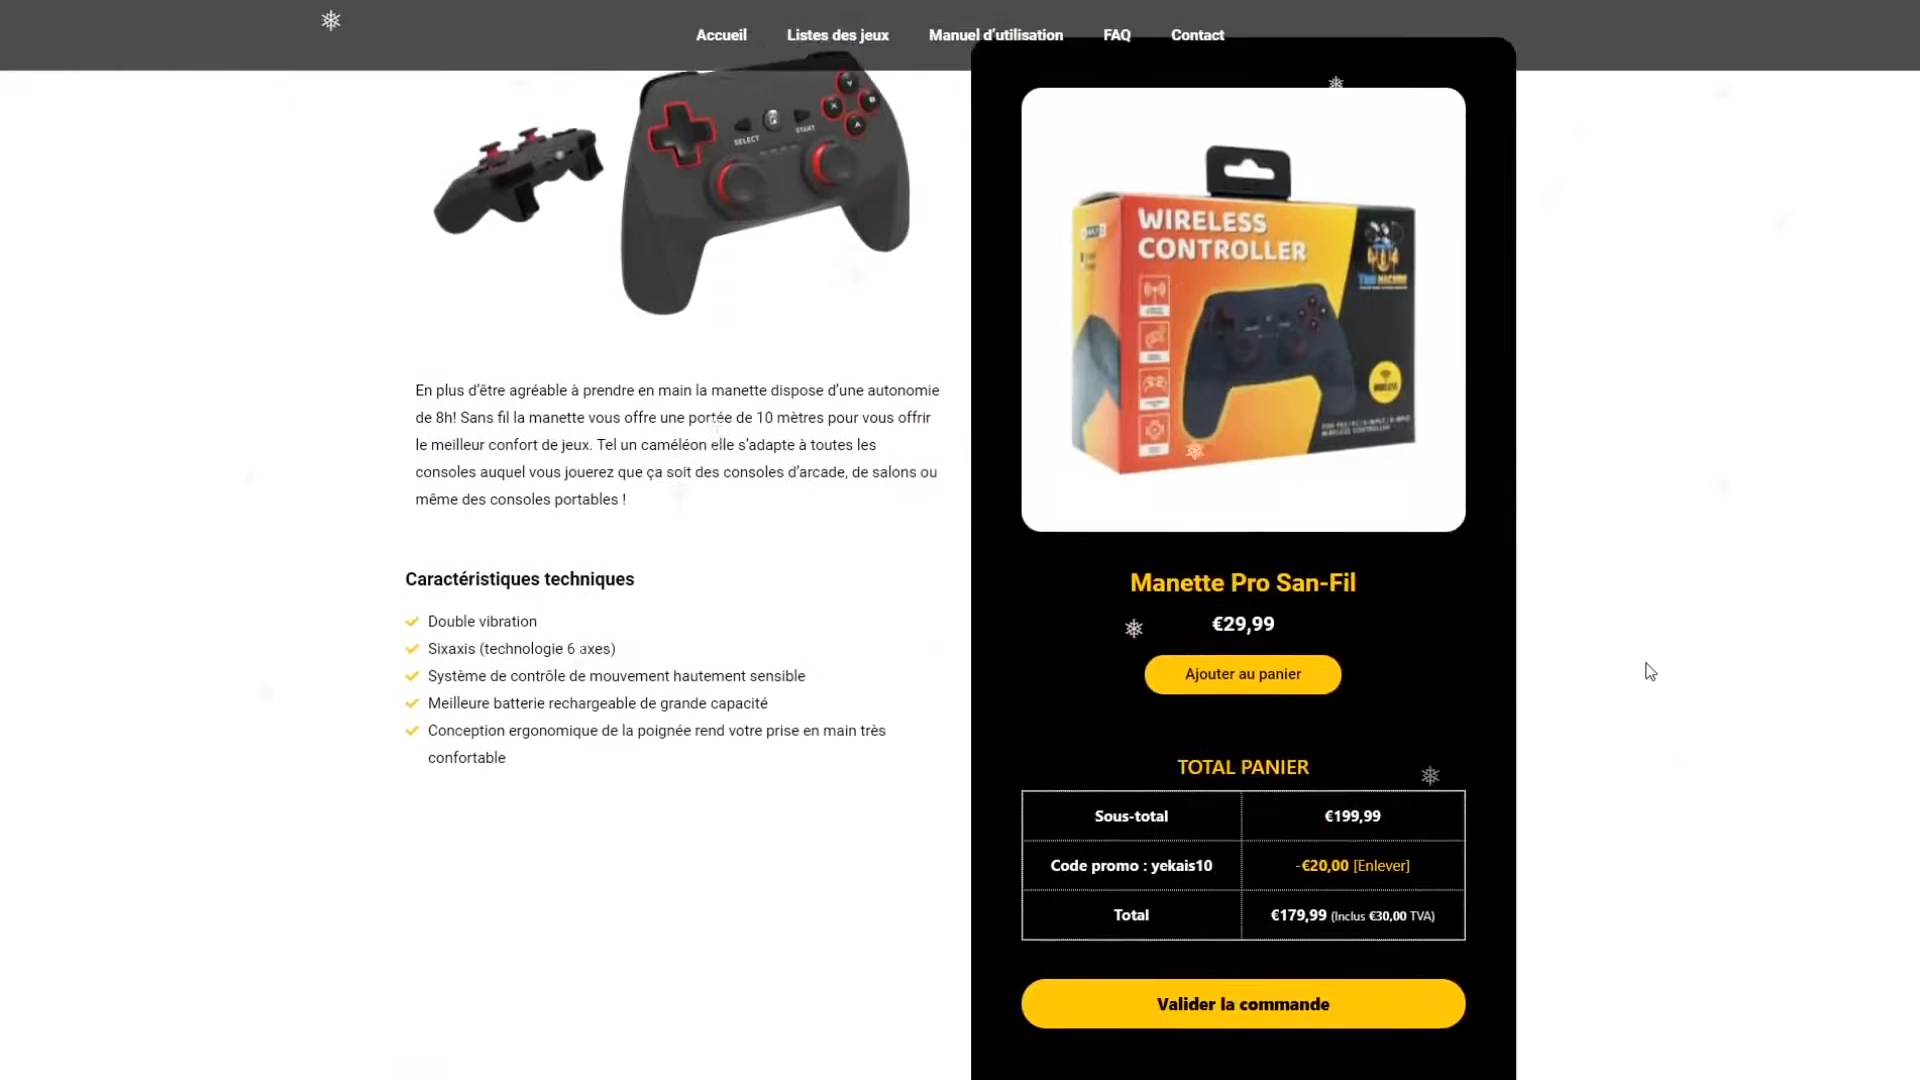 Accueil Listes des jeux Manuel d'utilisation FAQ Contact
Y
X B
A
SELECT START
WIRELESS
CONTROLLER
WIRELESS
En plus d'être agréable à prendre en main la manette dispose d'une autonomie
de 8h! Sans fil la manette vous offre une portée de 10 mètres pour vous offrir
le meilleur confort de jeux. Tel un caméléon elle s'adapte à toutes les
consoles auquel vous jouerez que ça soit des consoles d'arcade, de salons ou
même des consoles portables !
Caractéristiques techniques
Double vibration
Sixaxis (technologie 6 axes)
Système de contrôle de mouvement hautement sensible
Meilleure batterie rechargeable de grande capacité
Conception ergonomique de la poignée rend votre prise en main très
confortable
Manette Pro San-Fil
€29,99
Ajouter au panier
TOTAL PANIER
Sous-total €199,99
Code promo : yekais10 -€20,00 [Enlever]
Total €179,99 (Inclus €30,00 TVA)
Valider la commande